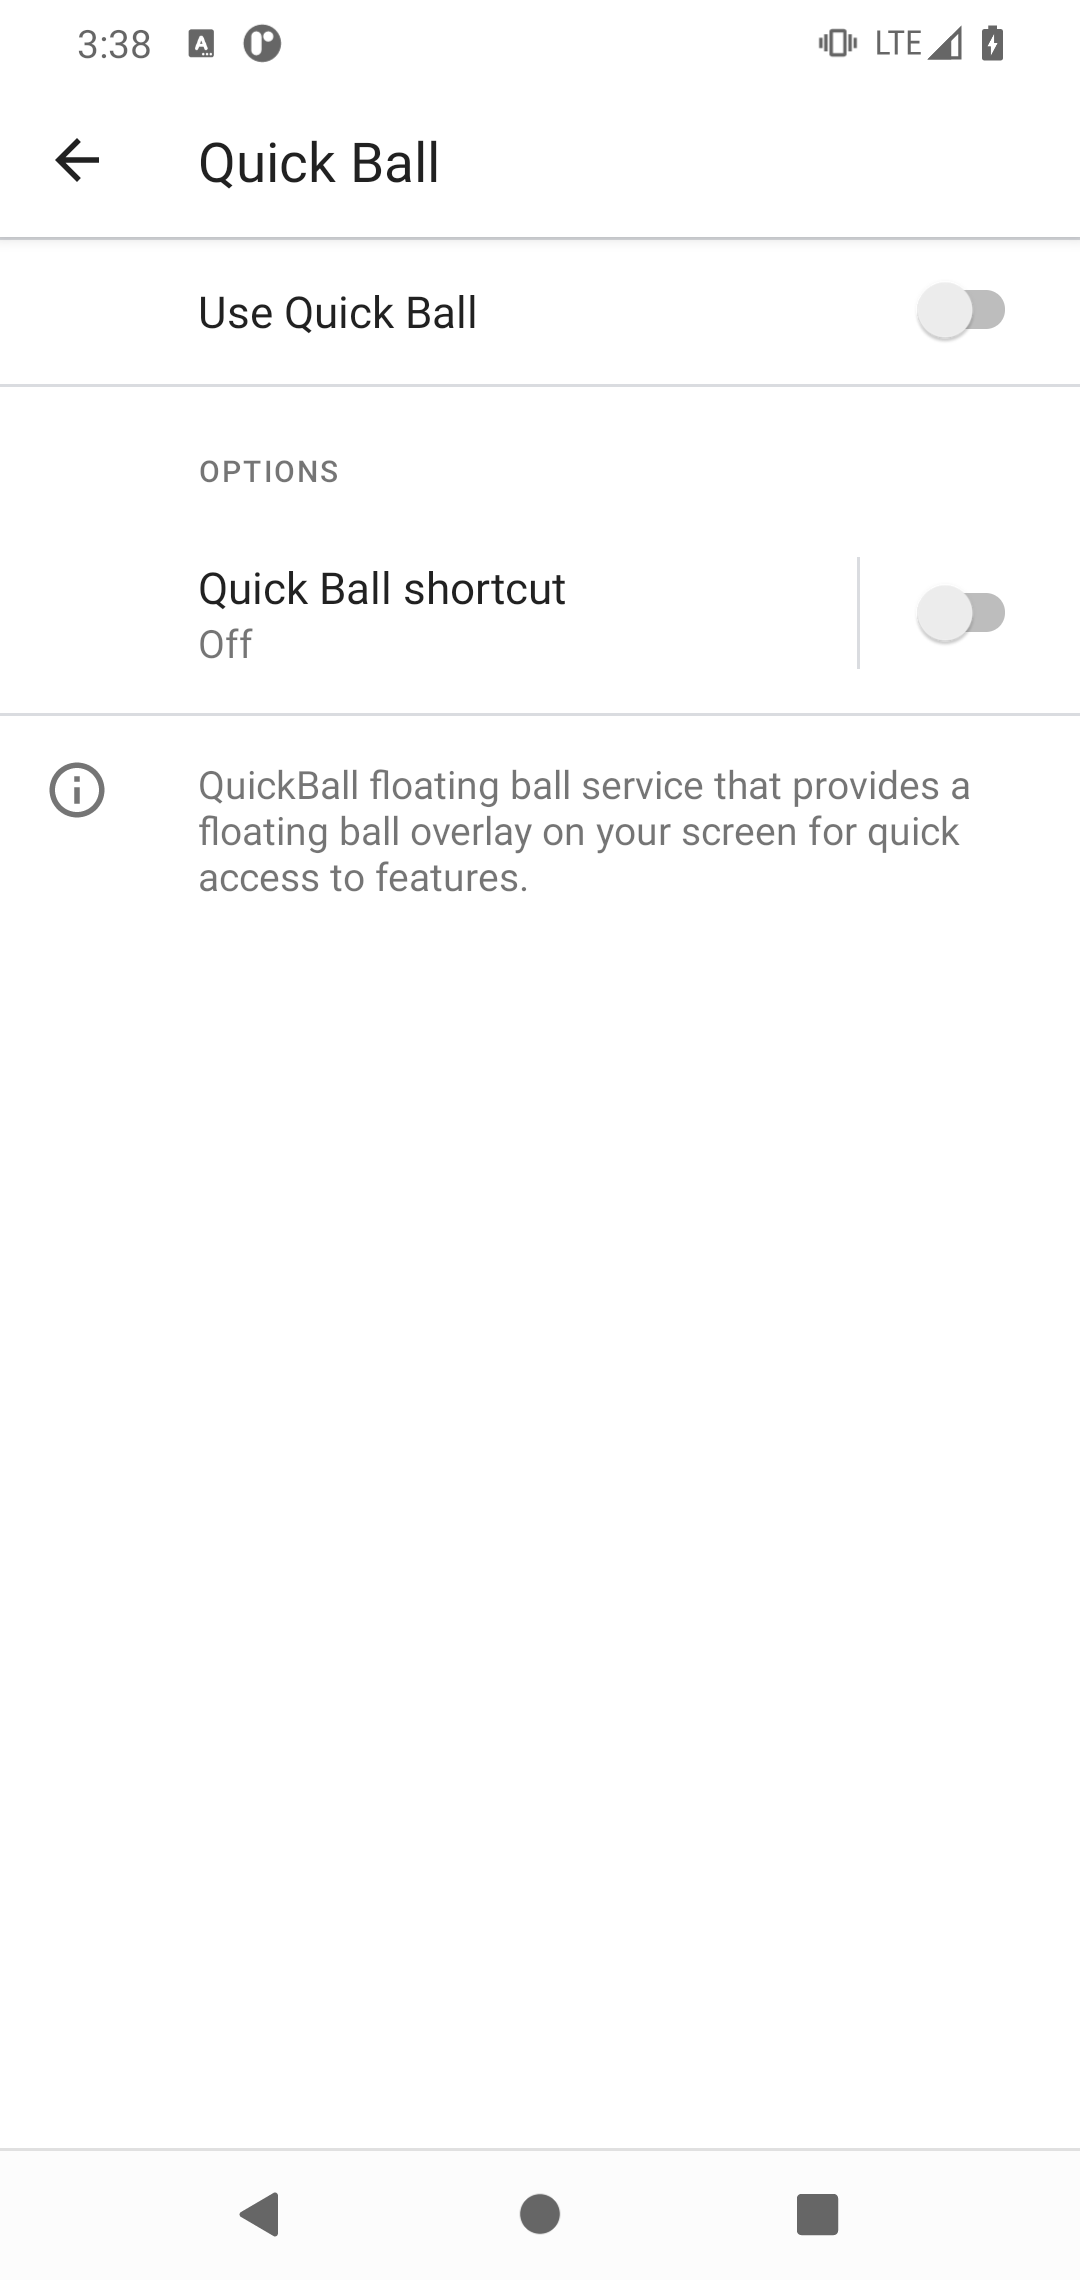 3:38
LTE
Quick Ball
Use Quick Ball
OPTIONS
Quick Ball shortcut
Off
QuickBall floating ball service that provides a
floating ball overlay on your screen for quick
access to features.